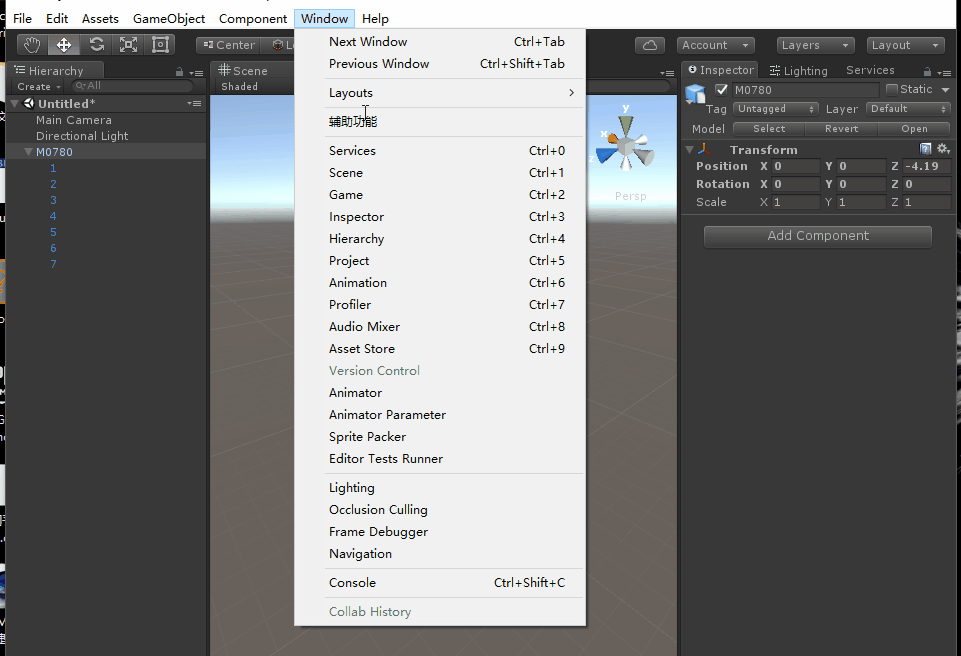 File Edit Assets GameObject Component Window Help
Center
Account Layers Layout
Hierarchy
Create All
Untitled*
Main Camera
Directional Light
M0780
1
2
3
4
5
6
7
Scene
Shaded
Next Window Ctrl+Tab
Previous Window Ctrl+Shift+Tab
Layouts
辅助功能
Services Ctrl+0
Scene Ctrl+1
Game Ctrl+2
Inspector Ctrl+3
Hierarchy Ctrl+4
Project Ctrl+5
Animation Ctrl+6
Profiler Ctrl+7
Audio Mixer Ctrl+8
Asset Store Ctrl+9
Version Control
Animator
Animator Parameter
Sprite Packer
Editor Tests Runner
Lighting
Occlusion Culling
Frame Debugger
Navigation
Console Ctrl+Shift+C
Collab History
y
x
Persp
Inspector Lighting Services
M0780 Static
Tag Untagged Layer Default
Model Select Revert Open
Transform
Position X 0 Y 0 Z -4.19
Rotation X 0 Y 0 Z 0
Scale X 1 Y 1 Z 1
Add Component